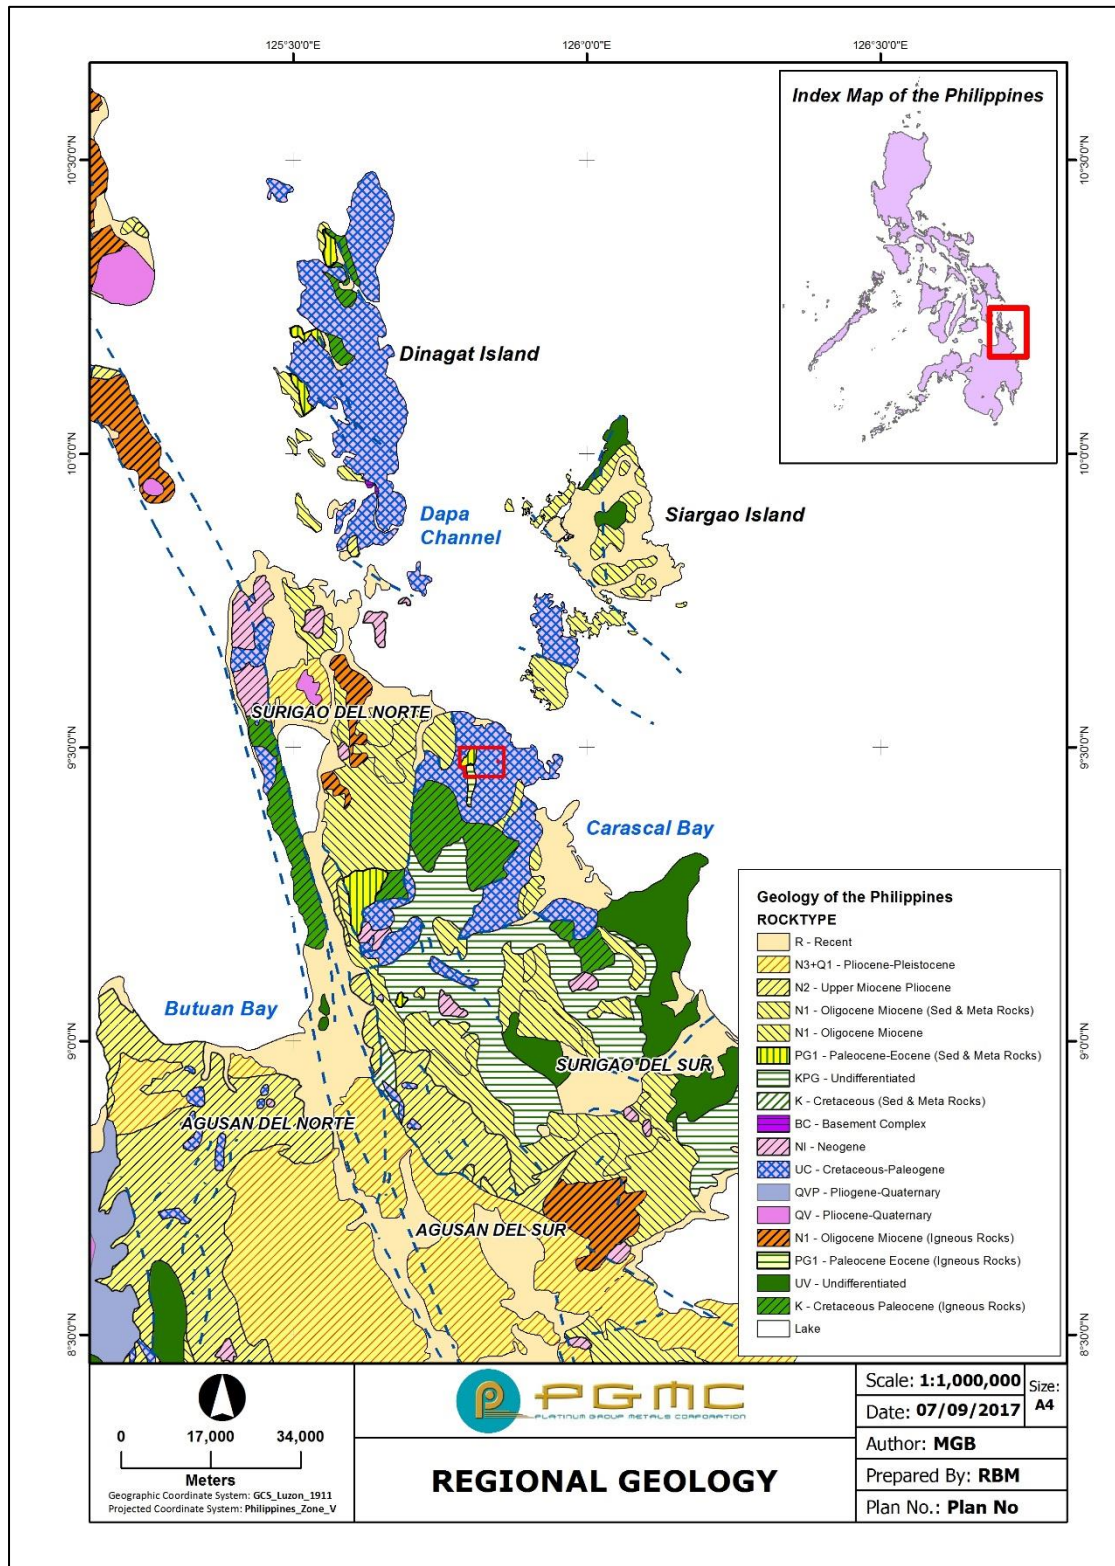 125°30'0"E
126°0'0"E
126°30'0"E
Index Map of the Philippines
10°30'0"N
10°30'0"N
Dinagat Island
10°0'0"N
10°0'0"N
Dapa
Channel
Siargao Island
SURIGAO DEL NORTE
9°30'0"N
9°30'0"N
Carascal Bay
Butuan Bay
9°0'0"N
9°0'0"N
SURIGAO DEL SUR
AGUSAN DEL NORTE
AGUSAN DEL SUR
8°30'0"N
8°30'0"N
Geology of the Philippines
ROCKTYPE
R - Recent
N3+Q1 - Pliocene-Pleistocene
N2 - Upper Miocene Pliocene
N1 - Oligocene Miocene (Sed & Meta Rocks)
N1 - Oligocene Miocene
PG1 - Paleocene-Eocene (Sed & Meta Rocks)
KPG - Undifferentiated
K - Cretaceous (Sed & Meta Rocks)
BC - Basement Complex
NI - Neogene
UC - Cretaceous-Paleogene
QVP - Pliogene-Quaternary
QV - Pliocene-Quaternary
N1 - Oligocene Miocene (Igneous Rocks)
PG1 - Paleocene Eocene (Igneous Rocks)
UV - Undifferentiated
K - Cretaceous Paleocene (Igneous Rocks)
Lake
0 17,000 34,000
Meters
Geographic Coordinate System: GCS_Luzon_1911
Projected Coordinate System: Philippines_Zone_V
PGMC
PLATINUM GROUP METALS CORPORATION
REGIONAL GEOLOGY
Scale: 1:1,000,000
Size:
A4
Date: 07/09/2017
Author: MGB
Prepared By: RBM
Plan No.: Plan No